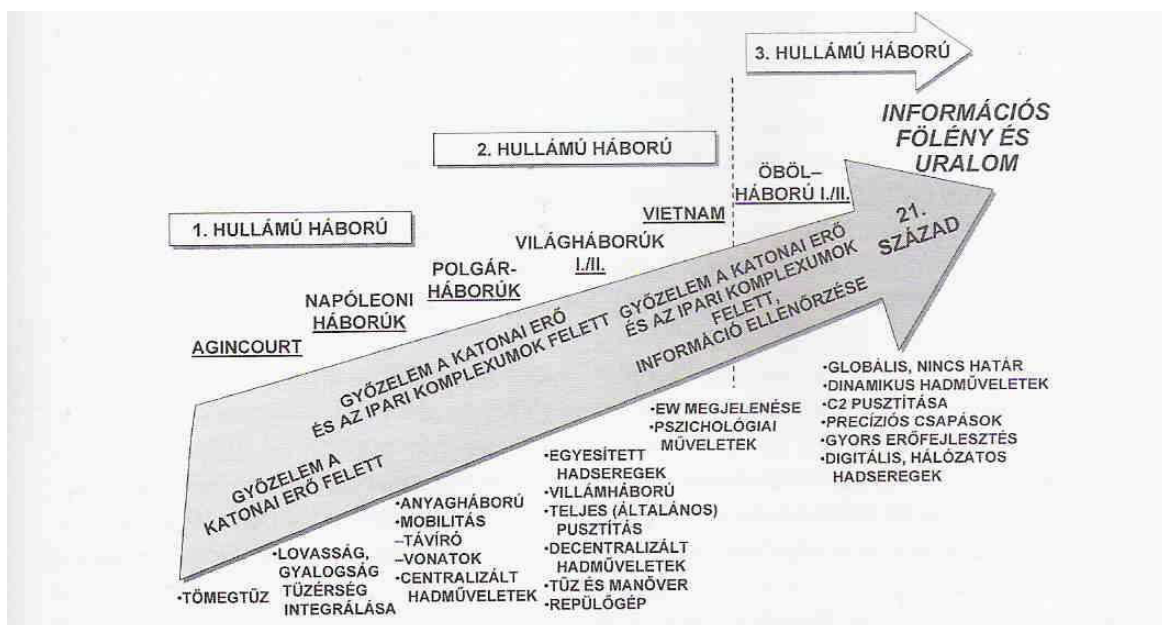 3. HULLÁMÚ HÁBORÚ
INFORMÁCIÓS
FÖLÉNY ÉS
URALOM
2. HULLÁMÚ HÁBORÚ
ÖBÖL–
HÁBORÚ I./II.
1. HULLÁMÚ HÁBORÚ
VIETNAM
VILÁGHÁBORÚK
I./II.
POLGÁR-
HÁBORÚK
NAPÓLEONI
HÁBORÚK
AGINCOURT
21.
SZÁZAD
GYŐZELEM A
KATONAI ERŐ FELETT
GYŐZELEM A KATONAI ERŐ
ÉS AZ IPARI KOMPLEXUMOK FELETT
GYŐZELEM A KATONAI ERŐ
ÉS AZ IPARI KOMPLEXUMOK
FELETT,
INFORMÁCIÓ ELLENŐRZÉSE
•TÖMEGTŰZ
•LOVASSÁG,
GYALOGSÁG
TÜZÉRSÉG
INTEGRÁLÁSA
•ANYAGHÁBORÚ
•MOBILITÁS
–TÁVÍRÓ
–VONATOK
•CENTRALIZÁLT
HADMŰVELETEK
•EGYESÍTETT
HADSEREGEK
•VILLÁMHÁBORÚ
•TELJES (ÁLTALÁNOS)
PUSZTÍTÁS
•DECENTRALIZÁLT
HADMŰVELETEK
•TŰZ ÉS MANŐVER
•REPÜLŐGÉP
•EW MEGJELENÉSE
•PSZICHOLÓGIAI
MŰVELETEK
•GLOBÁLIS, NINCS HATÁR
•DINAMIKUS HADMŰVELETEK
•C2 PUSZTÍTÁSA
•PRECÍZIÓS CSAPÁSOK
•GYORS ERŐFEJLESZTÉS
•DIGITÁLIS, HÁLÓZATOS
HADSEREGEK